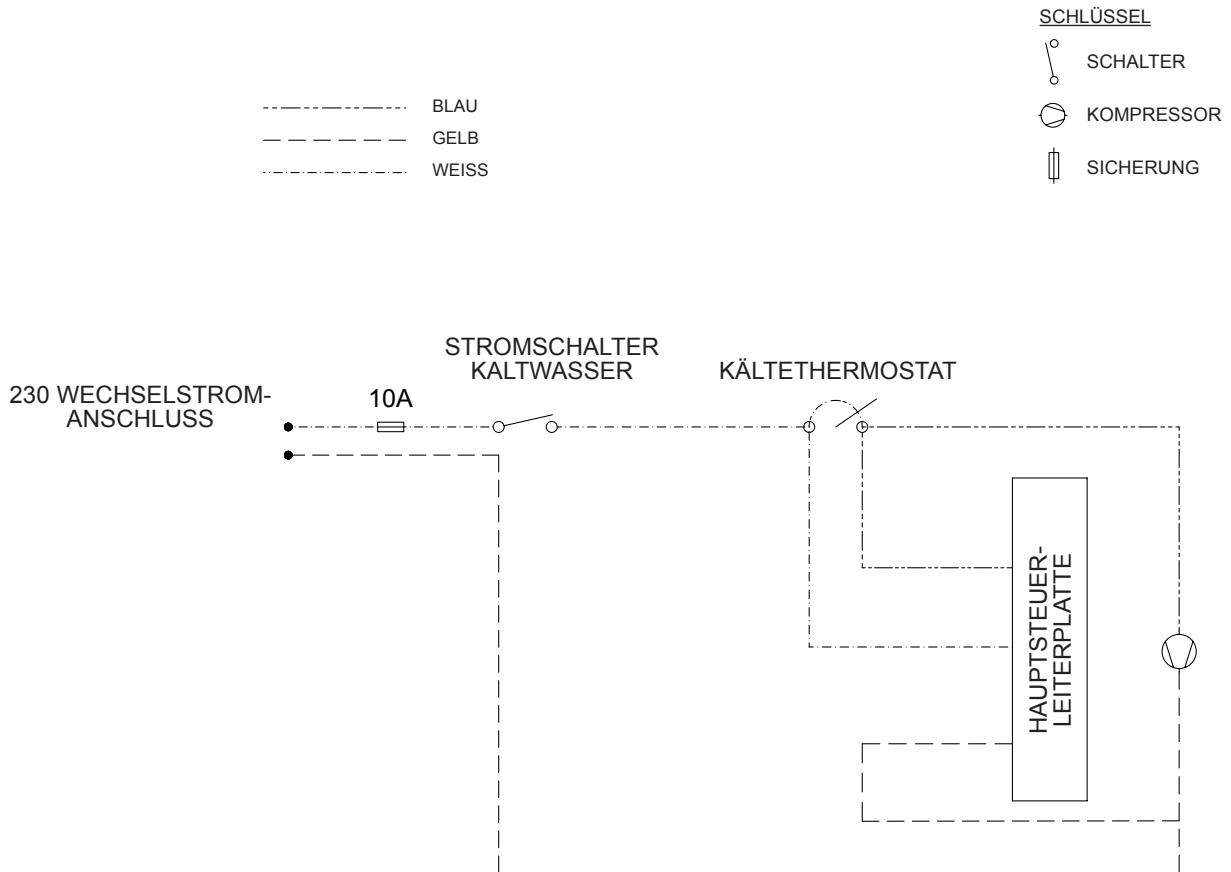 SCHLÜSSEL
SCHALTER
KOMPRESSOR
SICHERUNG
BLAU
GELB
WEISS
230 WECHSELSTROM-
ANSCHLUSS
10A
STROMSCHALTER
KALTWASSER
KÄLTETHERMOSTAT
HAUPTSTEUER-
LEITERPLATTE